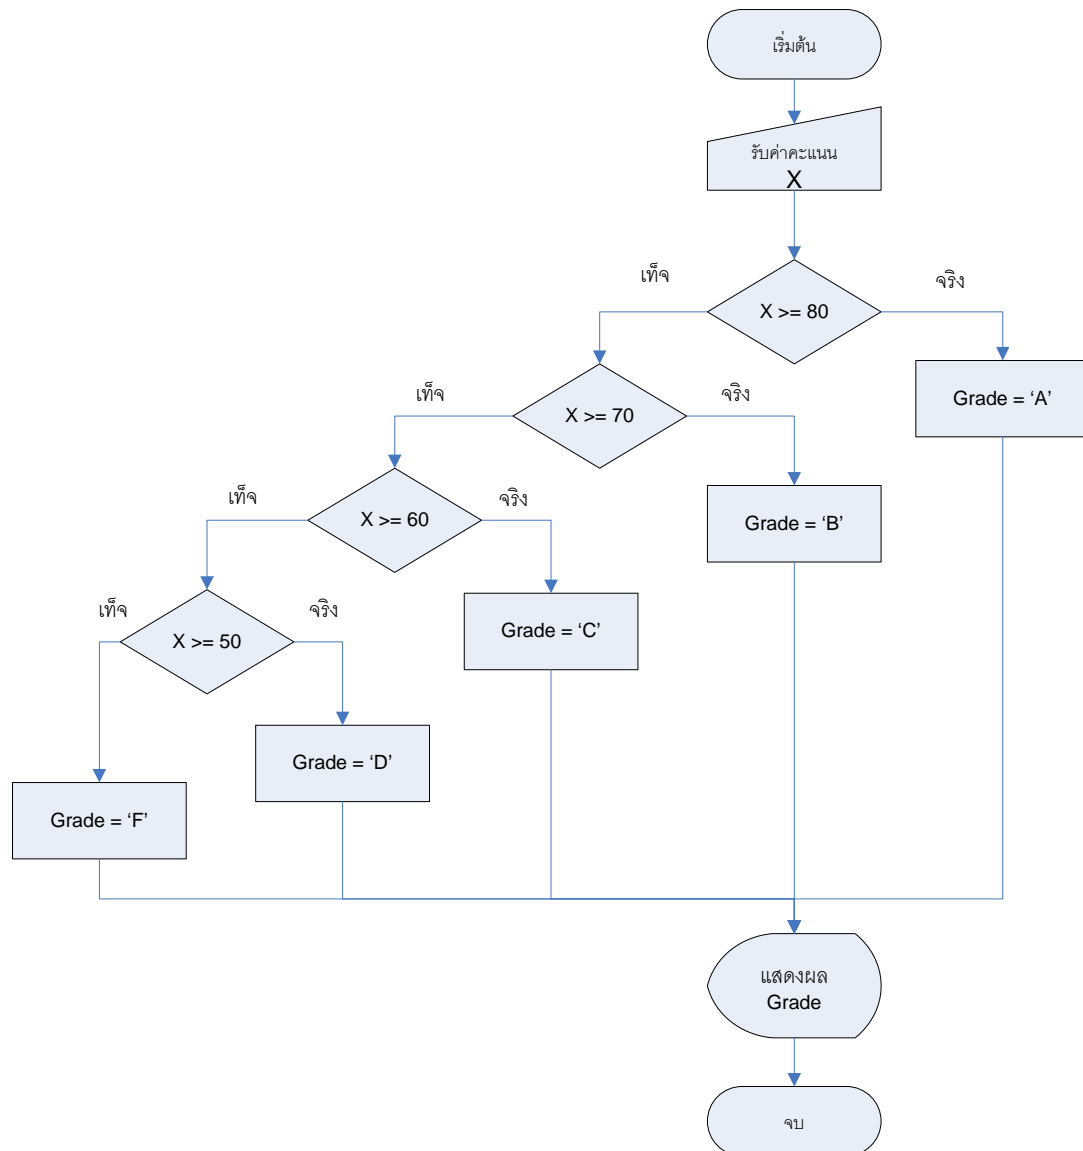 เริ่มต้น
รับค่าคะแนน
X
เท็จ
จริง
X >= 80
เท็จ
จริง
X >= 70
Grade = ‘A’
เท็จ
จริง
X >= 60
Grade = ‘B’
เท็จ
จริง
X >= 50
Grade = ‘C’
Grade = ‘D’
Grade = ‘F’
แสดงผล
Grade
จบ